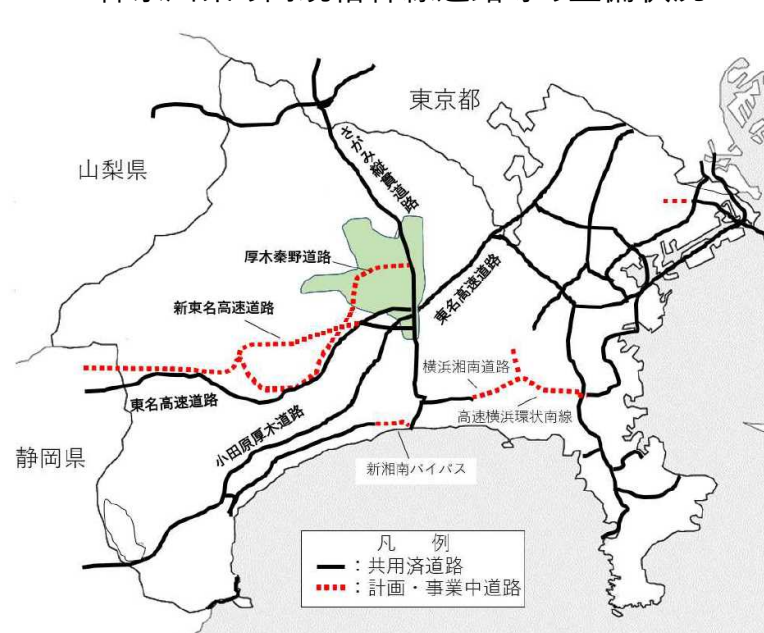 東京都
山梨県
さがみ縦貫道路
厚木秦野道路
新東名高速道路
東名高速道路
横浜湘南道路
東名高速道路
高速横浜環状南線
小田原厚木道路
静岡県
新湘南バイパス
凡 例
：共用済道路
：計画・事業中道路